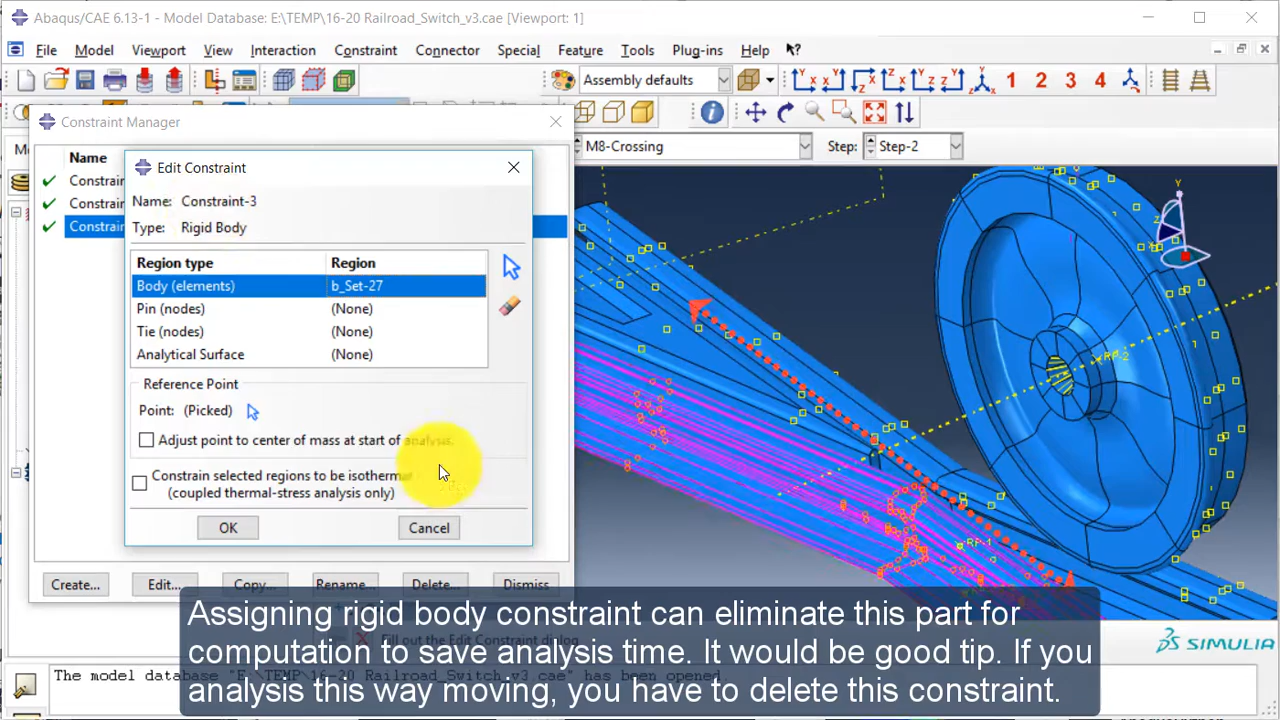 Abaqus/CAE 6.13-1 - Model Database: E:\TEMP\16-20 Railroad_Switch_v3.cae [Viewport: 1]
File Model Viewport View Interaction Constraint Connector Special Feature Tools Plug-ins Help
Assembly defaults
1 2 3 4
Constraint Manager
M8-Crossing Step: Step-2
Name
Edit Constraint
Name: Constraint-3
Type: Rigid Body
Region type Region
Body (elements) b_Set-27
Pin (nodes) (None)
Tie (nodes) (None)
Analytical Surface (None)
Reference Point
Point: (Picked)
Adjust point to center of mass at start of analysis.
Constrain selected regions to be isotherma
(coupled thermal-stress analysis only)
OK Cancel
Create... Edit... Copy... Rename... Delete... Dismiss
Y
RP-2
RP-1
Fill out the Edit Constraint dialog
Assigning rigid body constraint can eliminate this part for
computation to save analysis time. It would be good tip. If you
analysis this way moving, you have to delete this constraint.
SIMULIA
The model database "E:\TEMP\16-20 Railroad_Switch_v3.cae" has been opened.